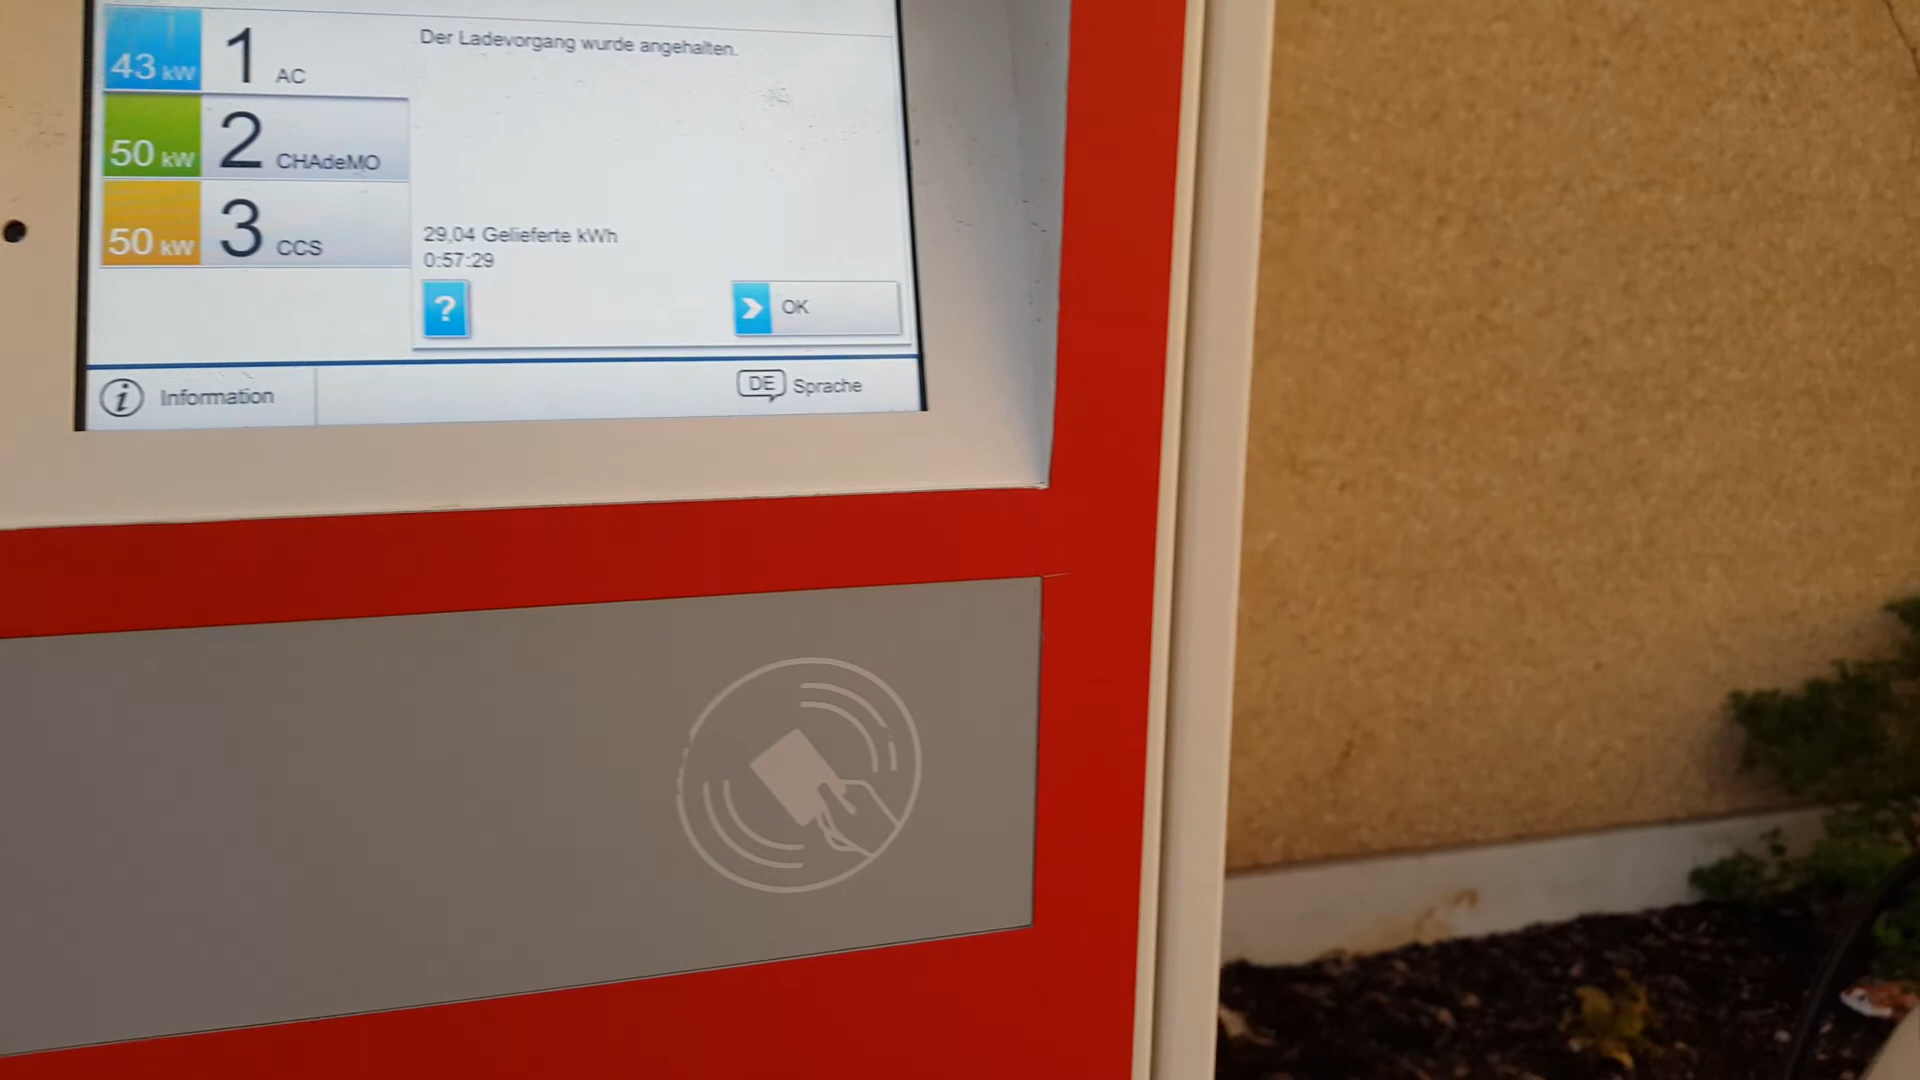 43 kW 1 AC
Der Ladevorgang wurde angehalten.
50 kW 2 CHAdeMO
50 kW 3 CCS
29,04 Gelieferte kWh
0:57:29
? OK
i Information
DE Sprache